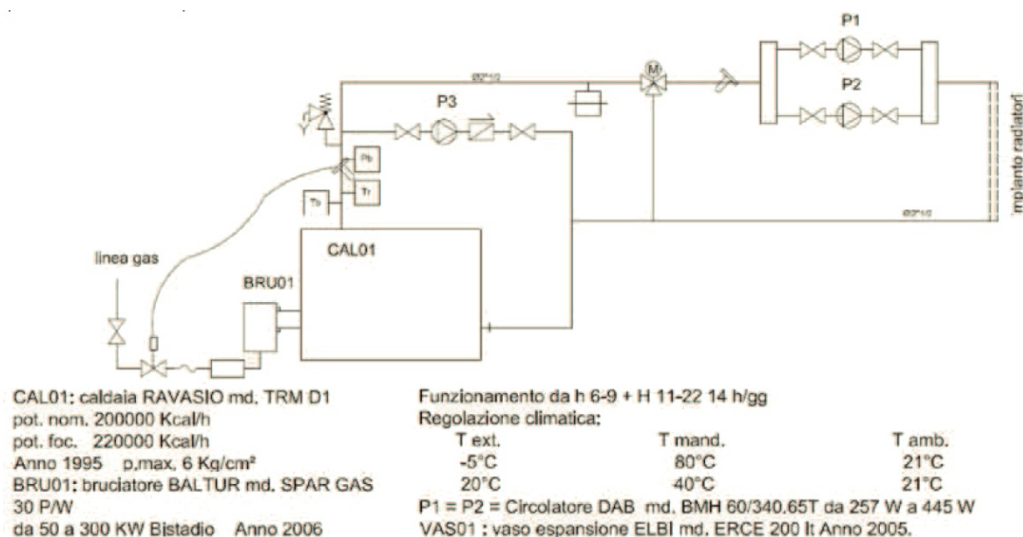 P1
P2
M
P3
Pb
Tr
impianto radiatori
linea gas
BRU01
CAL01
CAL01: caldaia RAVASIO md. TRM D1
pot. nom. 200000 Kcal/h
pot. foc. 220000 Kcal/h
Anno 1995 p.max. 6 Kg/cm²
BRU01: bruciatore BALTUR md. SPAR GAS
30 P/W
da 50 a 300 KW Bistadio Anno 2006
Funzionamento da h 6-9 + H 11-22 14 h/gg
Regolazione climatica:
T ext. T mand. T amb.
-5°C 80°C 21°C
20°C 40°C 21°C
P1 = P2 = Circolatore DAB md. BMH 60/340.65T da 257 W a 445 W
VAS01 : vaso espansione ELBI md. ERCE 200 lt Anno 2005.